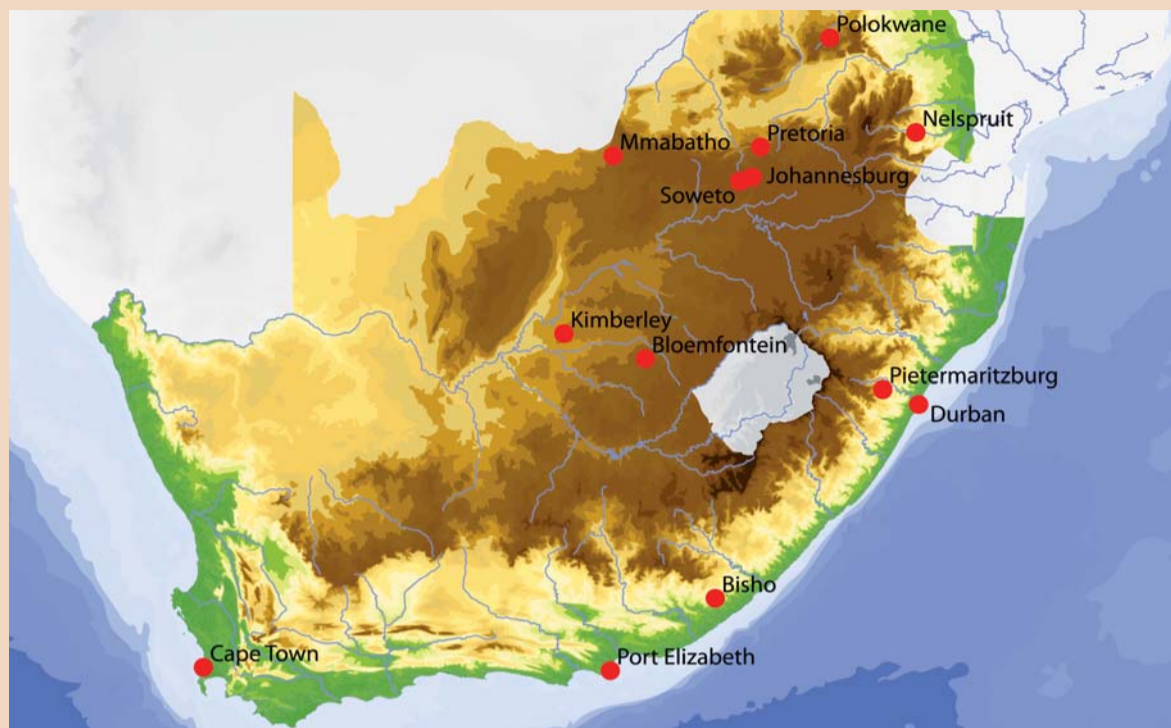 Polokwane
Nelspruit
Pretoria
Mmabatho
Johannesburg
Soweto
Kimberley
Bloemfontein
Pietermaritzburg
Durban
Bisho
Cape Town
Port Elizabeth